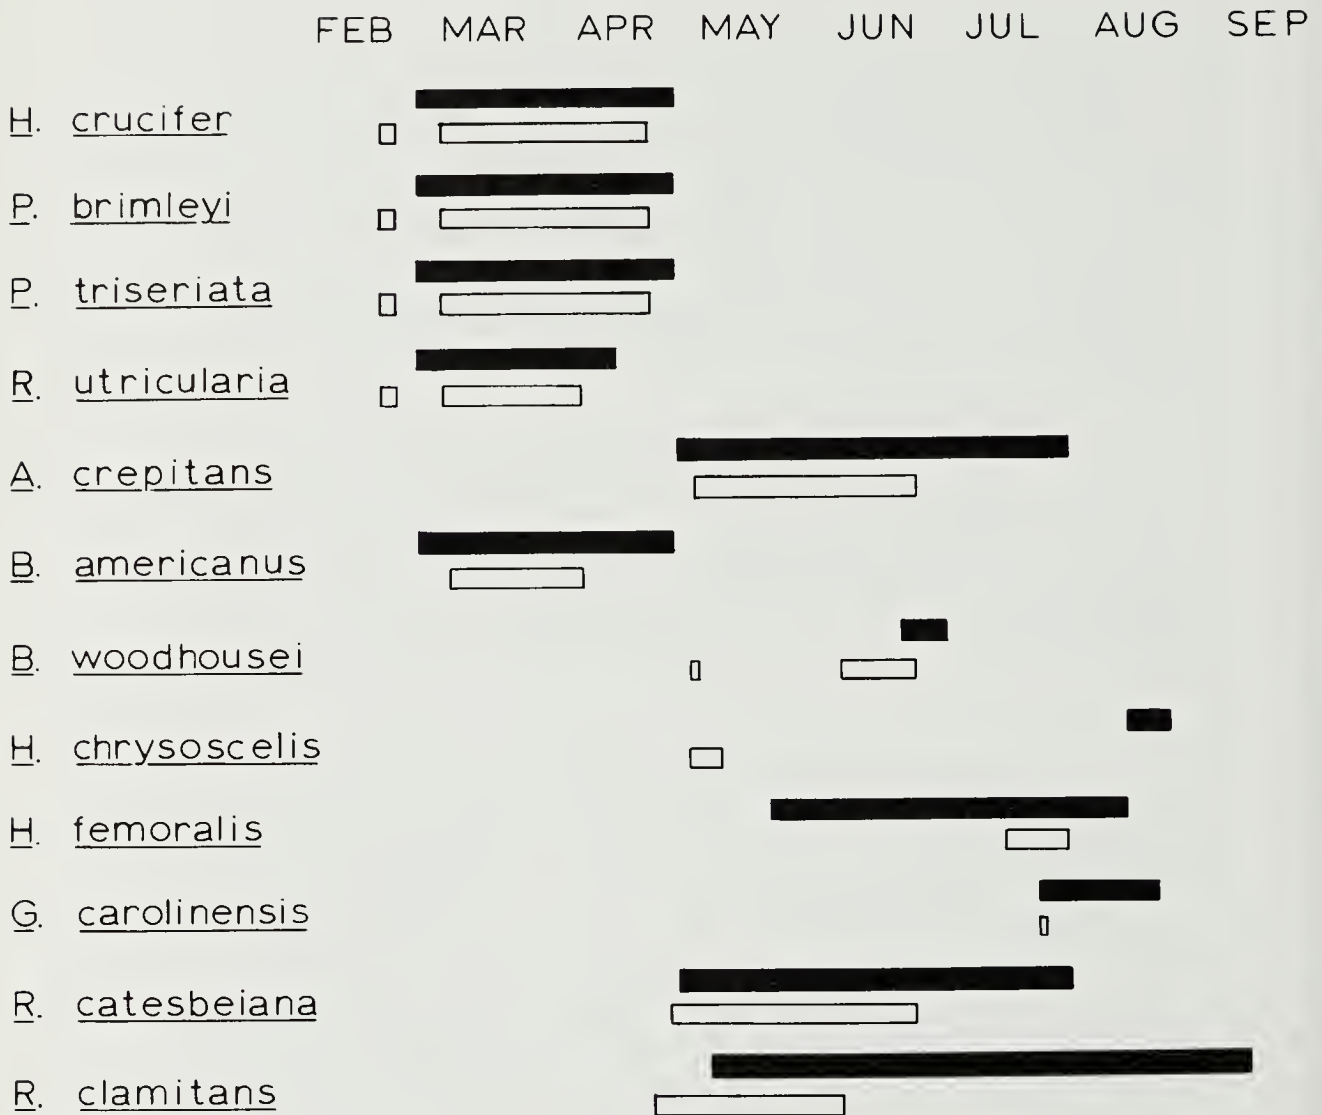 FEB MAR APR MAY JUN JUL AUG SEP
H. crucifer
P. brimleyi
P. triseriata
R. utricularia
A. crepitans
B. americanus
B. woodhousei
H. chrysoscelis
H. femoralis
G. carolinensis
R. catesbeiana
R. clamitans